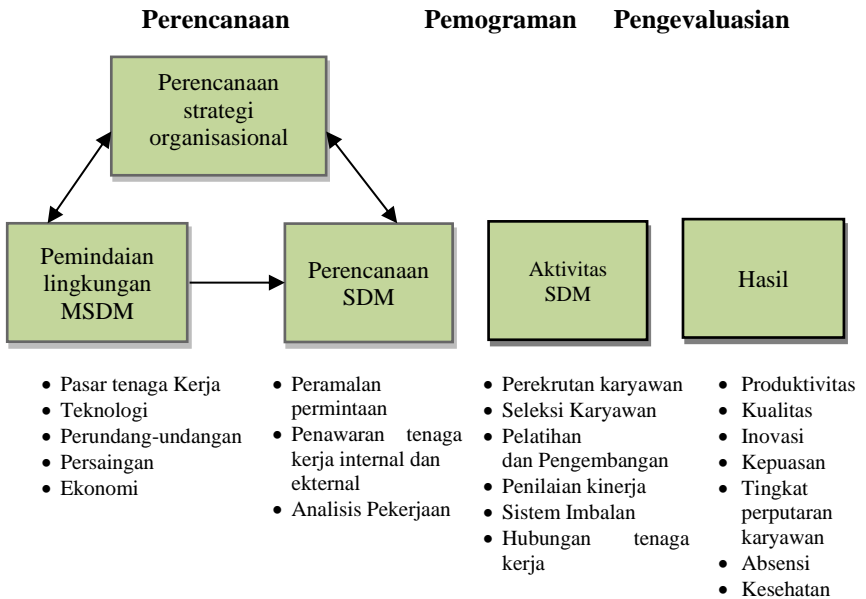 Perencanaan Pemograman Pengevaluasian
Perencanaan
strategi
organisasional
Pemindaian
lingkungan
MSDM
Perencanaan
SDM
Aktivitas
SDM
Hasil
• Pasar tenaga Kerja
• Teknologi
• Perundang-undangan
• Persaingan
• Ekonomi
• Peramalan
permintaan
• Penawaran tenaga
kerja internal dan
ekternal
• Analisis Pekerjaan
• Perekrutan karyawan
• Seleksi Karyawan
• Pelatihan
dan Pengembangan
• Penilaian kinerja
• Sistem Imbalan
• Hubungan tenaga
kerja
• Produktivitas
• Kualitas
• Inovasi
• Kepuasan
• Tingkat
perputaran
karyawan
• Absensi
• Kesehatan